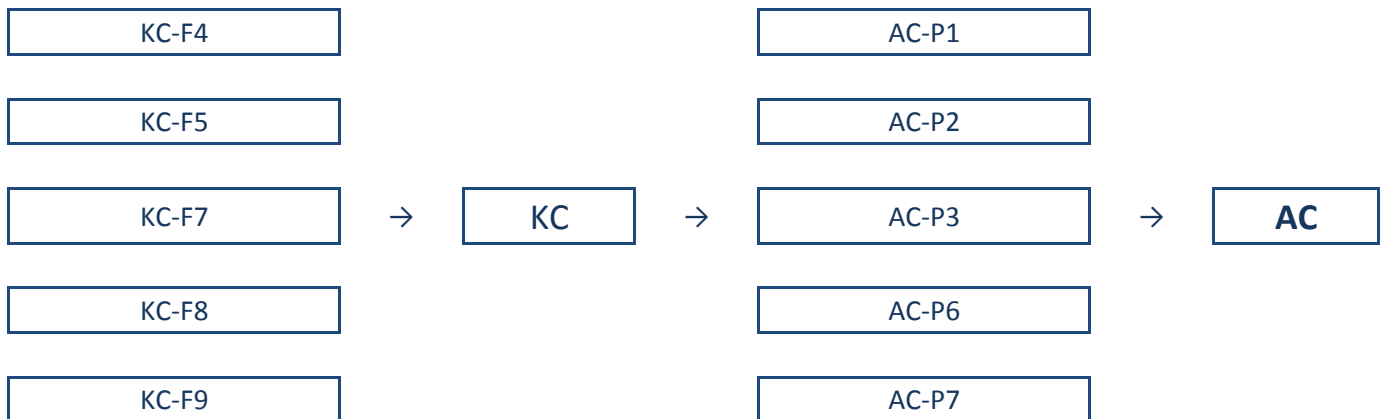 KC-F4 AC-P1
KC-F5 AC-P2
KC-F7 → KC → AC-P3 → AC
KC-F8 AC-P6
KC-F9 AC-P7